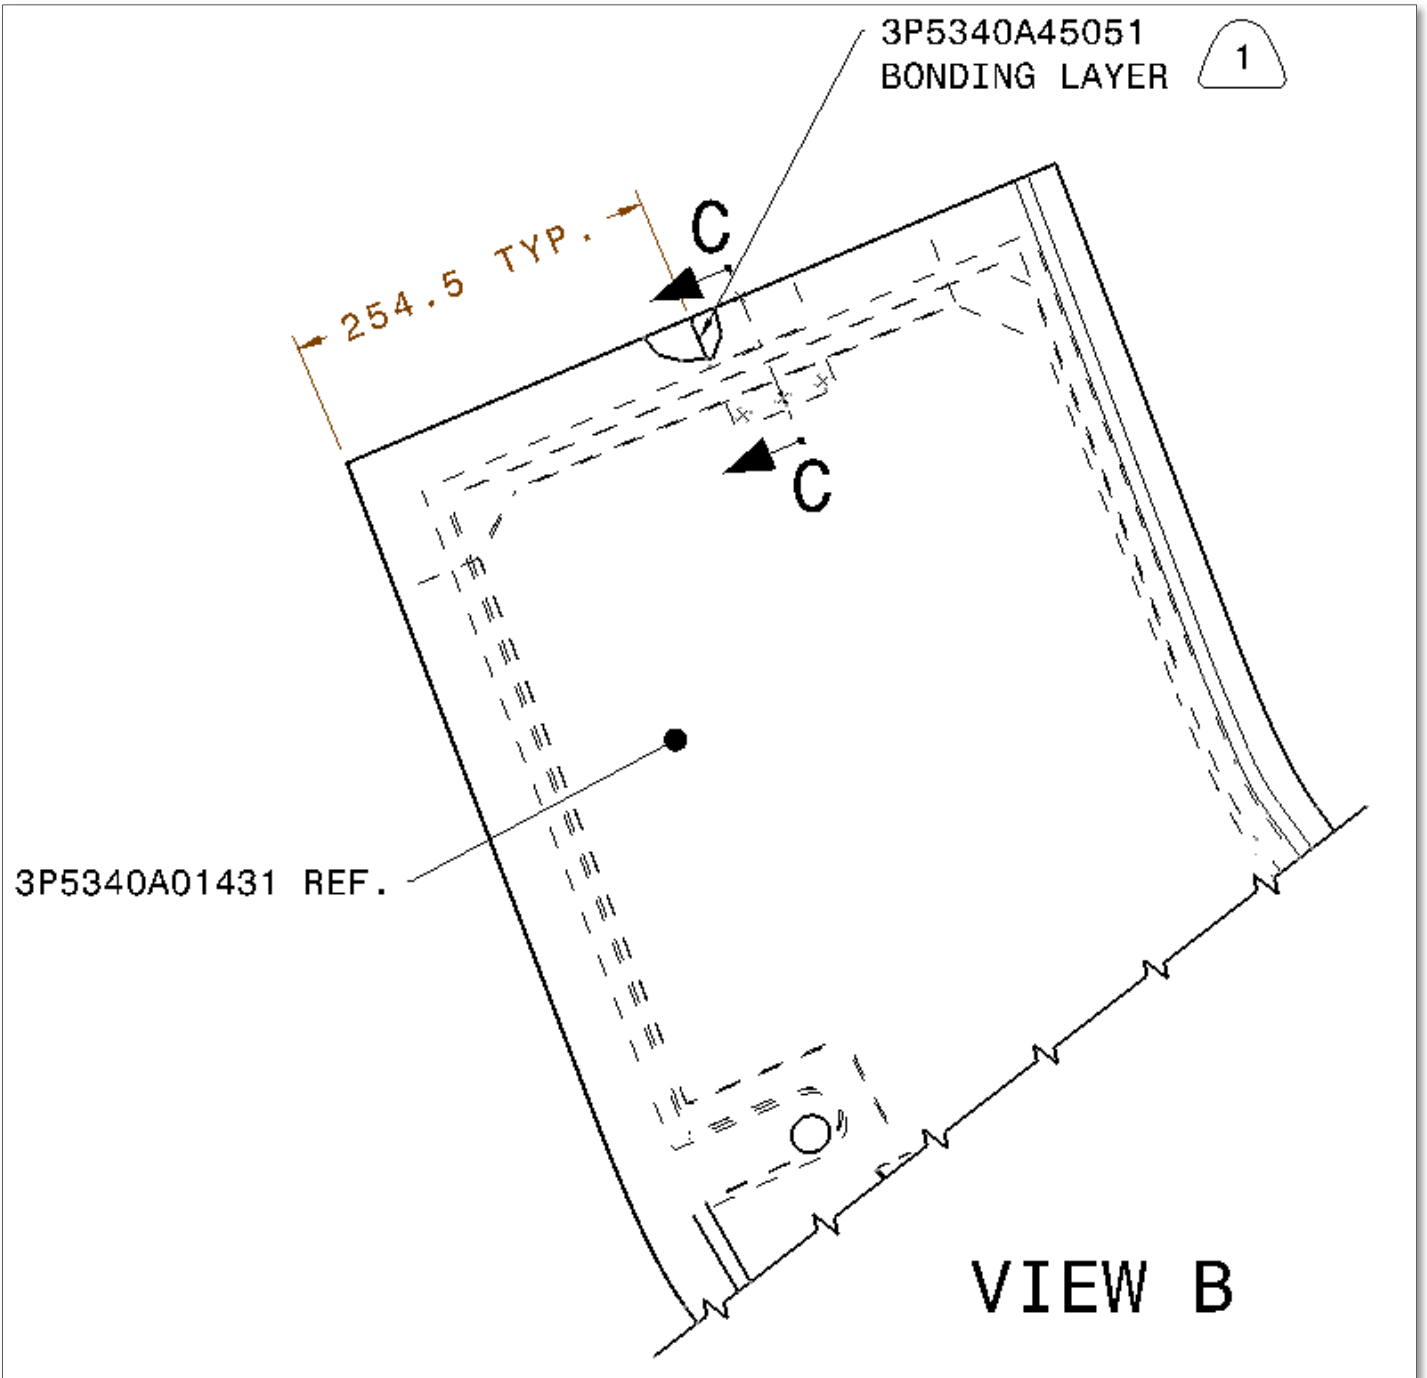 3P5340A45051
BONDING LAYER
1
C
254.5 TYP.
C
3P5340A01431 REF.
VIEW B